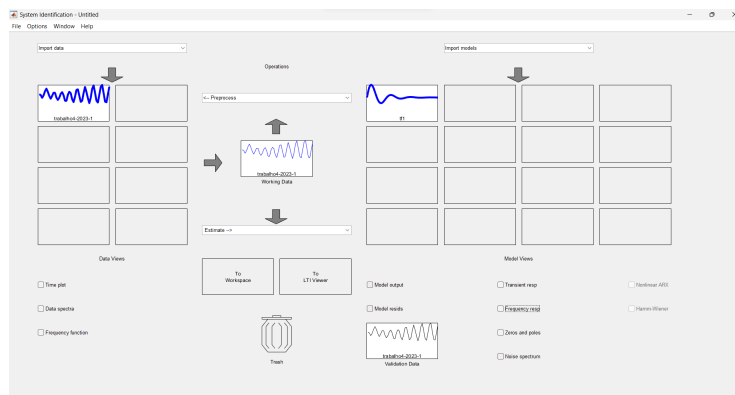 System Identification - Untitled
File Options Window Help
Import data
Import models
Operations
<-- Preprocess
trabalho4-2023-1
tf1
trabalho4-2023-1
Working Data
Estimate -->
Data Views
Model Views
To
Workspace
To
LTI Viewer
Time plot
Model output
Transient resp
Nonlinear ARX
Data spectra
Model resids
Frequency resp
Hamm-Wiener
Frequency function
Zeros and poles
trabalho4-2023-1
Validation Data
Noise spectrum
Trash